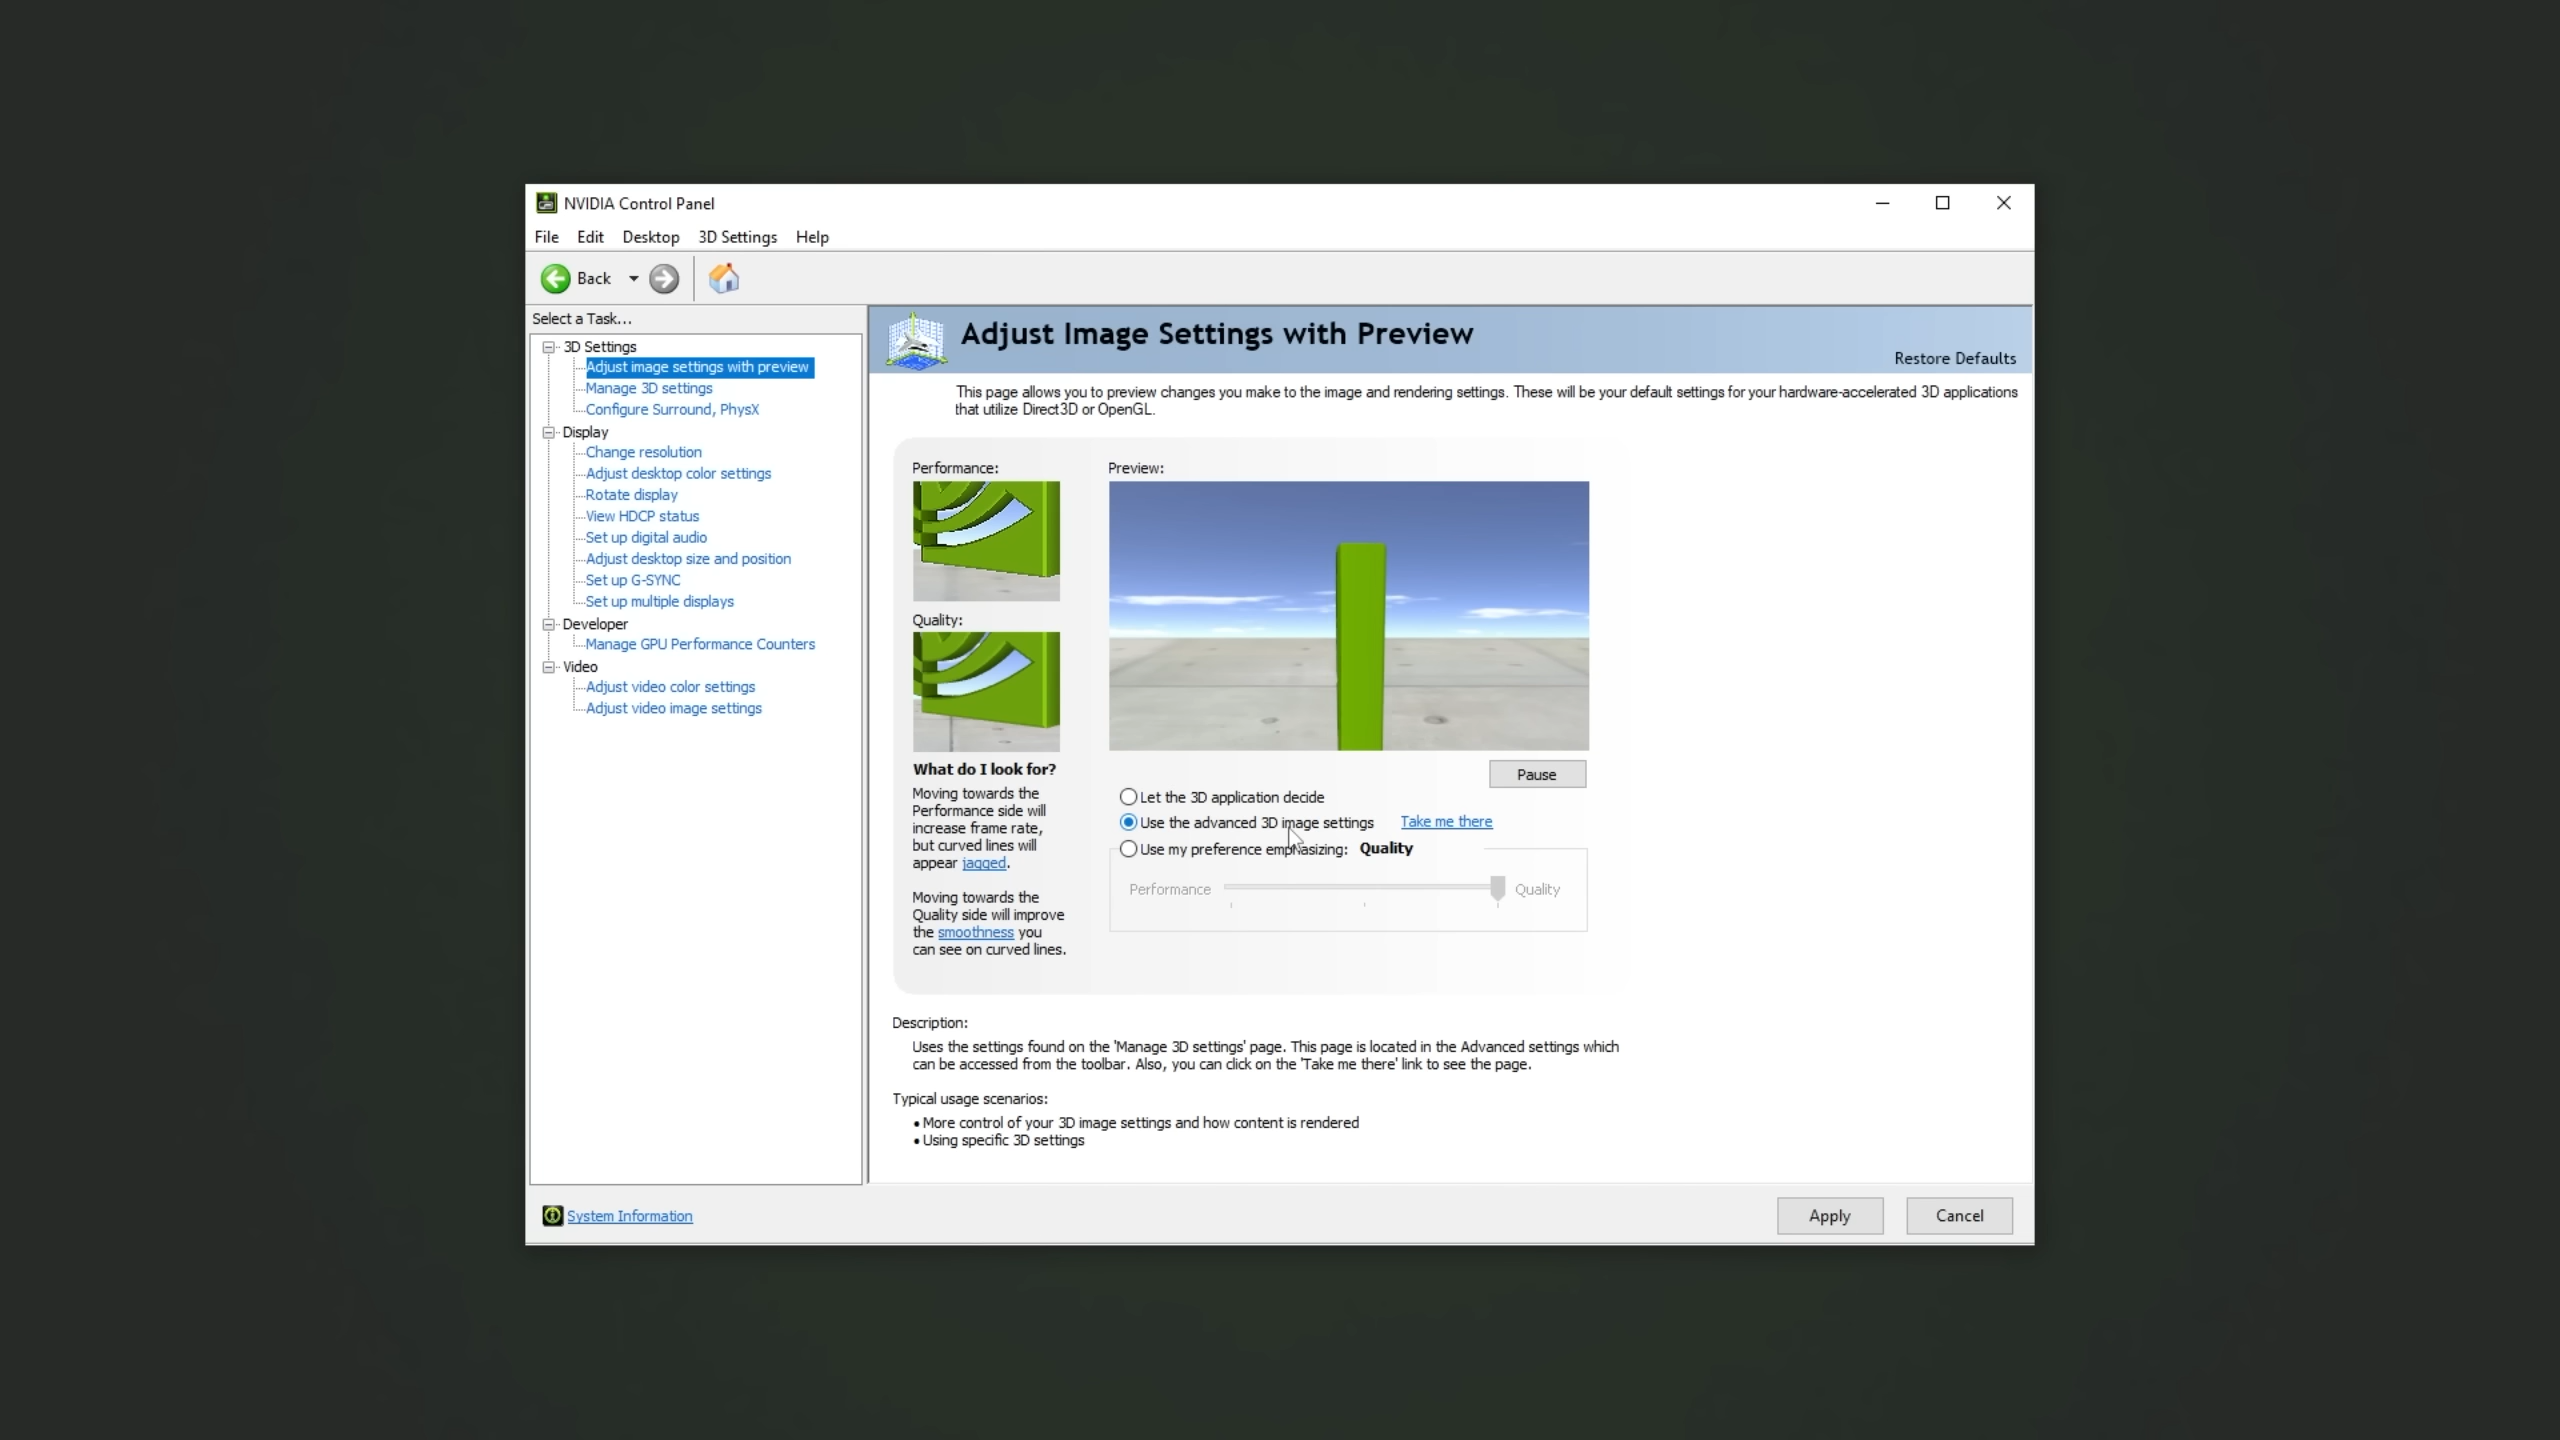 NVIDIA Control Panel
File Edit Desktop 3D Settings Help
Back
Select a Task...
3D Settings
Adjust image settings with preview
Manage 3D settings
Configure Surround, PhysX
Display
Change resolution
Adjust desktop color settings
Rotate display
View HDCP status
Set up digital audio
Adjust desktop size and position
Set up G-SYNC
Set up multiple displays
Developer
Manage GPU Performance Counters
Video
Adjust video color settings
Adjust video image settings
System Information
Adjust Image Settings with Preview
Restore Defaults
This page allows you to preview changes you make to the image and rendering settings. These will be your default settings for your hardware-accelerated 3D applications
that utilize Direct3D or OpenGL.
Performance:
Quality:
What do I look for?
Moving towards the
Performance side will
increase frame rate,
but curved lines will
appear jagged.
Moving towards the
Quality side will improve
the smoothness you
can see on curved lines.
Preview:
Pause
Let the 3D application decide
Use the advanced 3D image settings Take me there
Use my preference emphasizing: Quality
Performance Quality
Description:
Uses the settings found on the 'Manage 3D settings' page. This page is located in the Advanced settings which
can be accessed from the toolbar. Also, you can click on the 'Take me there' link to see the page.
Typical usage scenarios:
• More control of your 3D image settings and how content is rendered
• Using specific 3D settings
Apply Cancel